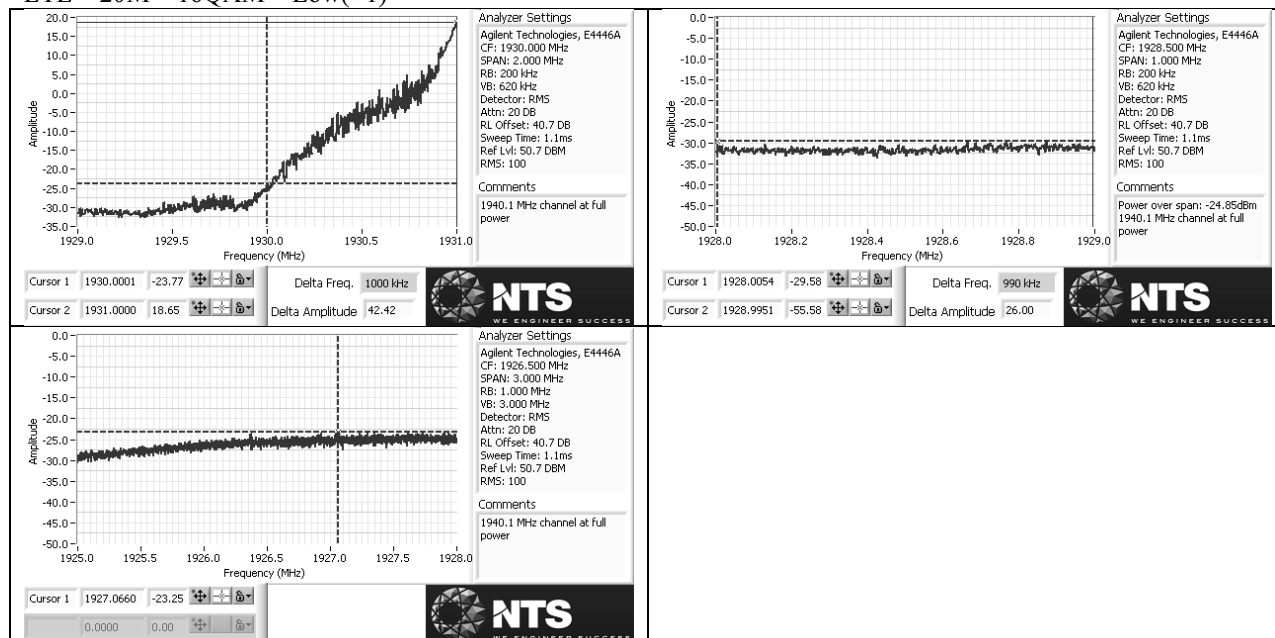 Analyzer Settings
Agilent Technologies, E4446A
CF: 1930.000 MHz
SPAN: 2.000 MHz
RB: 200 kHz
VB: 620 kHz
Detector: RMS
Attn: 20 DB
RL Offset: 40.7 DB
Sweep Time: 1.1ms
Ref Lvl: 50.7 DBM
RMS: 100
Comments
1940.1 MHz channel at full
power
20.0
15.0
10.0
5.0
0.0
-5.0
-10.0
-15.0
-20.0
-25.0
-30.0
-35.0
Amplitude
1929.0 1929.5 1930.0 1930.5 1931.0
Frequency (MHz)
Cursor 1 1930.0001 -23.77
Cursor 2 1931.0000 18.65
Delta Freq. 1000 kHz
Delta Amplitude 42.42
NTS
WE ENGINEER SUCCESS
Analyzer Settings
Agilent Technologies, E4446A
CF: 1928.500 MHz
SPAN: 1.000 MHz
RB: 200 kHz
VB: 620 kHz
Detector: RMS
Attn: 20 DB
RL Offset: 40.7 DB
Sweep Time: 1.1ms
Ref Lvl: 50.7 DBM
RMS: 100
Comments
Power over span: -24.85dBm
1940.1 MHz channel at full
power
0.0
-5.0
-10.0
-15.0
-20.0
-25.0
-30.0
-35.0
-40.0
-45.0
-50.0
Amplitude
1928.0 1928.2 1928.4 1928.6 1928.8 1929.0
Frequency (MHz)
Cursor 1 1928.0054 -29.58
Cursor 2 1928.9951 -55.58
Delta Freq. 990 kHz
Delta Amplitude 26.00
NTS
WE ENGINEER SUCCESS
Analyzer Settings
Agilent Technologies, E4446A
CF: 1926.500 MHz
SPAN: 3.000 MHz
RB: 1.000 MHz
VB: 3.000 MHz
Detector: RMS
Attn: 20 DB
RL Offset: 40.7 DB
Sweep Time: 1.1ms
Ref Lvl: 50.7 DBM
RMS: 100
Comments
1940.1 MHz channel at full
power
0.0
-5.0
-10.0
-15.0
-20.0
-25.0
-30.0
-35.0
-40.0
-45.0
-50.0
Amplitude
1925.0 1925.5 1926.0 1926.5 1927.0 1927.5 1928.0
Frequency (MHz)
Cursor 1 1927.0660 -23.25
0.0000 0.00
NTS